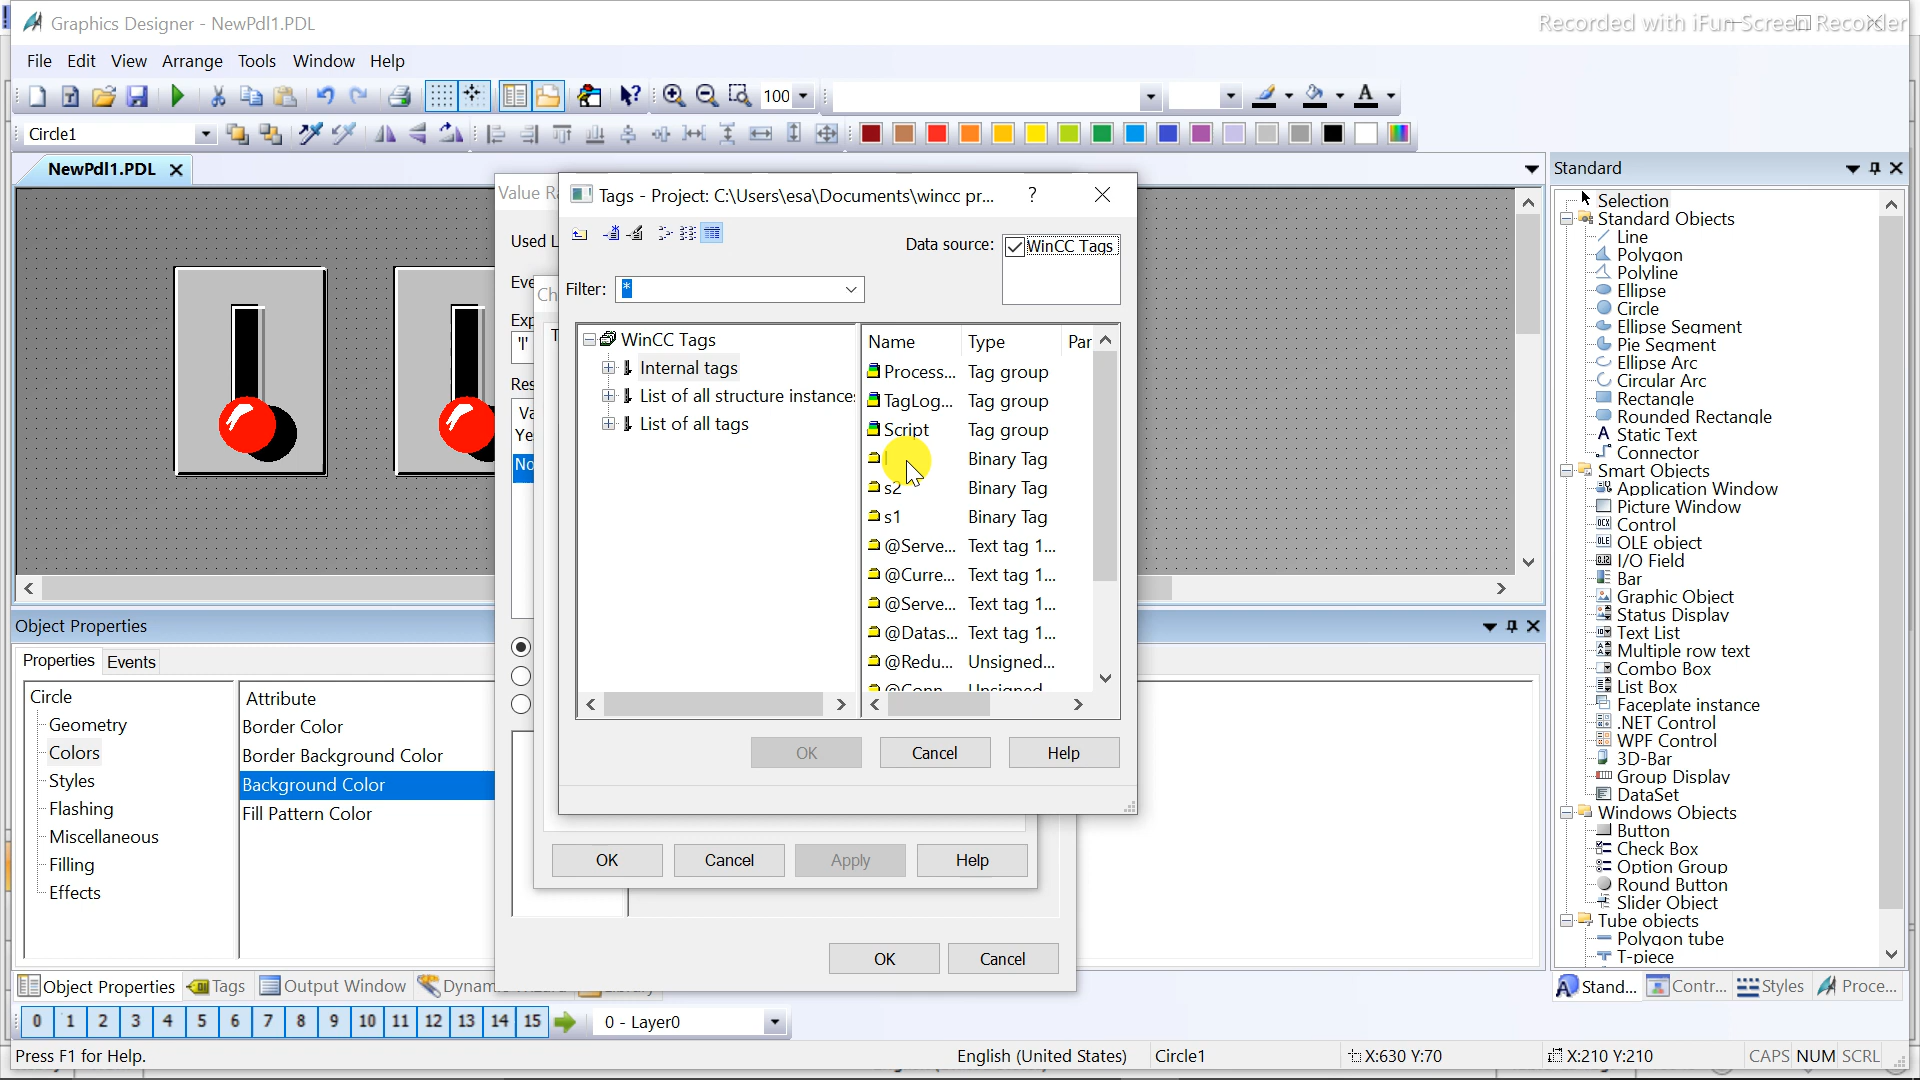 Graphics Designer - NewPdl1.PDL
Recorded with iFun Screen Recorder
File Edit View Arrange Tools Window Help
100
Circle1
NewPdl1.PDL
Standard
Value Ra
Used L
Eve
Exp
'l'
Res
Va
Ye
No
Ch
T
Tags - Project: C:\Users\esa\Documents\wincc pr... ?
Data source:
WinCC Tags
Filter:
*
WinCC Tags
Internal tags
List of all structure instances
List of all tags
Name Type Par
Process... Tag group
TagLog... Tag group
Script Tag group
l Binary Tag
s2 Binary Tag
s1 Binary Tag
@Serve... Text tag 1...
@Curre... Text tag 1...
@Serve... Text tag 1...
@Datas... Text tag 1...
@Redu... Unsigned...
@Conn... Unsigned...
OK Cancel Help
OK Cancel Apply Help
OK Cancel
Selection
Standard Objects
Line
Polygon
Polyline
Ellipse
Circle
Ellipse Segment
Pie Segment
Ellipse Arc
Circular Arc
Rectangle
Rounded Rectangle
Static Text
Connector
Smart Objects
Application Window
Picture Window
Control
OLE object
I/O Field
Bar
Graphic Object
Status Display
Text List
Multiple row text
Combo Box
List Box
Faceplate instance
.NET Control
WPF Control
3D-Bar
Group Display
DataSet
Windows Objects
Button
Check Box
Option Group
Round Button
Slider Object
Tube objects
Polygon tube
T-piece
Stand... Contr... Styles Proce...
Object Properties
Properties Events
Circle
Geometry
Colors
Styles
Flashing
Miscellaneous
Filling
Effects
Attribute
Border Color
Border Background Color
Background Color
Fill Pattern Color
Object Properties Tags Output Window
0 1 2 3 4 5 6 7 8 9 10 11 12 13 14 15 0 - Layer0
Press F1 for Help. English (United States) Circle1 X:630 Y:70 X:210 Y:210 CAPS NUM SCRL